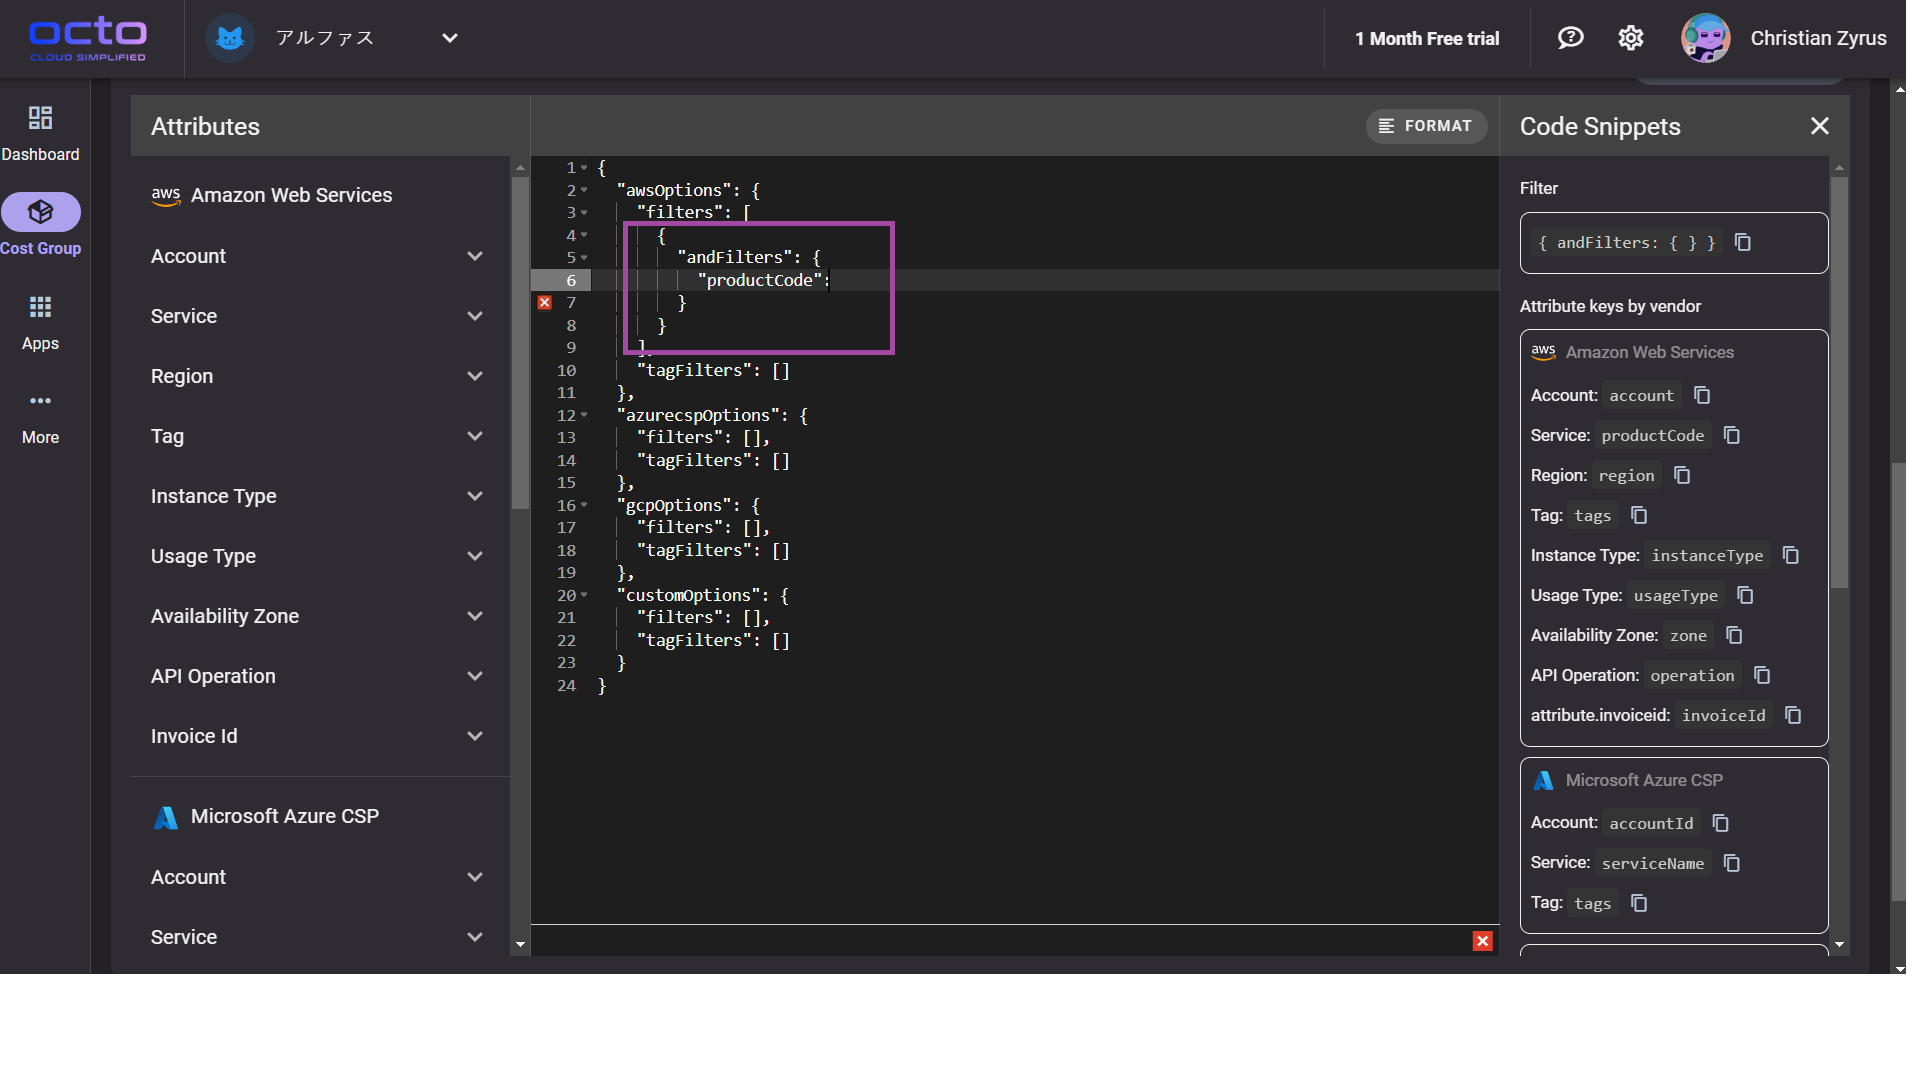 octo
CLOUD SIMPLIFIED
アルファス
1 Month Free trial
Christian Zyrus
Dashboard
Cost Group
Apps
More
Attributes
aws Amazon Web Services
Account
Service
Region
Tag
Instance Type
Usage Type
Availability Zone
API Operation
Invoice Id
Microsoft Azure CSP
Account
Service
FORMAT
1 {
2 "awsOptions": {
3 "filters": [
4 {
5 "andFilters": {
6 "productCode":
7 }
8 }
9 ],
10 "tagFilters": []
11 },
12 "azurecspOptions": {
13 "filters": [],
14 "tagFilters": []
15 },
16 "gcpOptions": {
17 "filters": [],
18 "tagFilters": []
19 },
20 "customOptions": {
21 "filters": [],
22 "tagFilters": []
23 }
24 }
Code Snippets
Filter
{ andFilters: { } }
Attribute keys by vendor
aws Amazon Web Services
Account: account
Service: productCode
Region: region
Tag: tags
Instance Type: instanceType
Usage Type: usageType
Availability Zone: zone
API Operation: operation
attribute.invoiceid: invoiceId
Microsoft Azure CSP
Account: accountId
Service: serviceName
Tag: tags